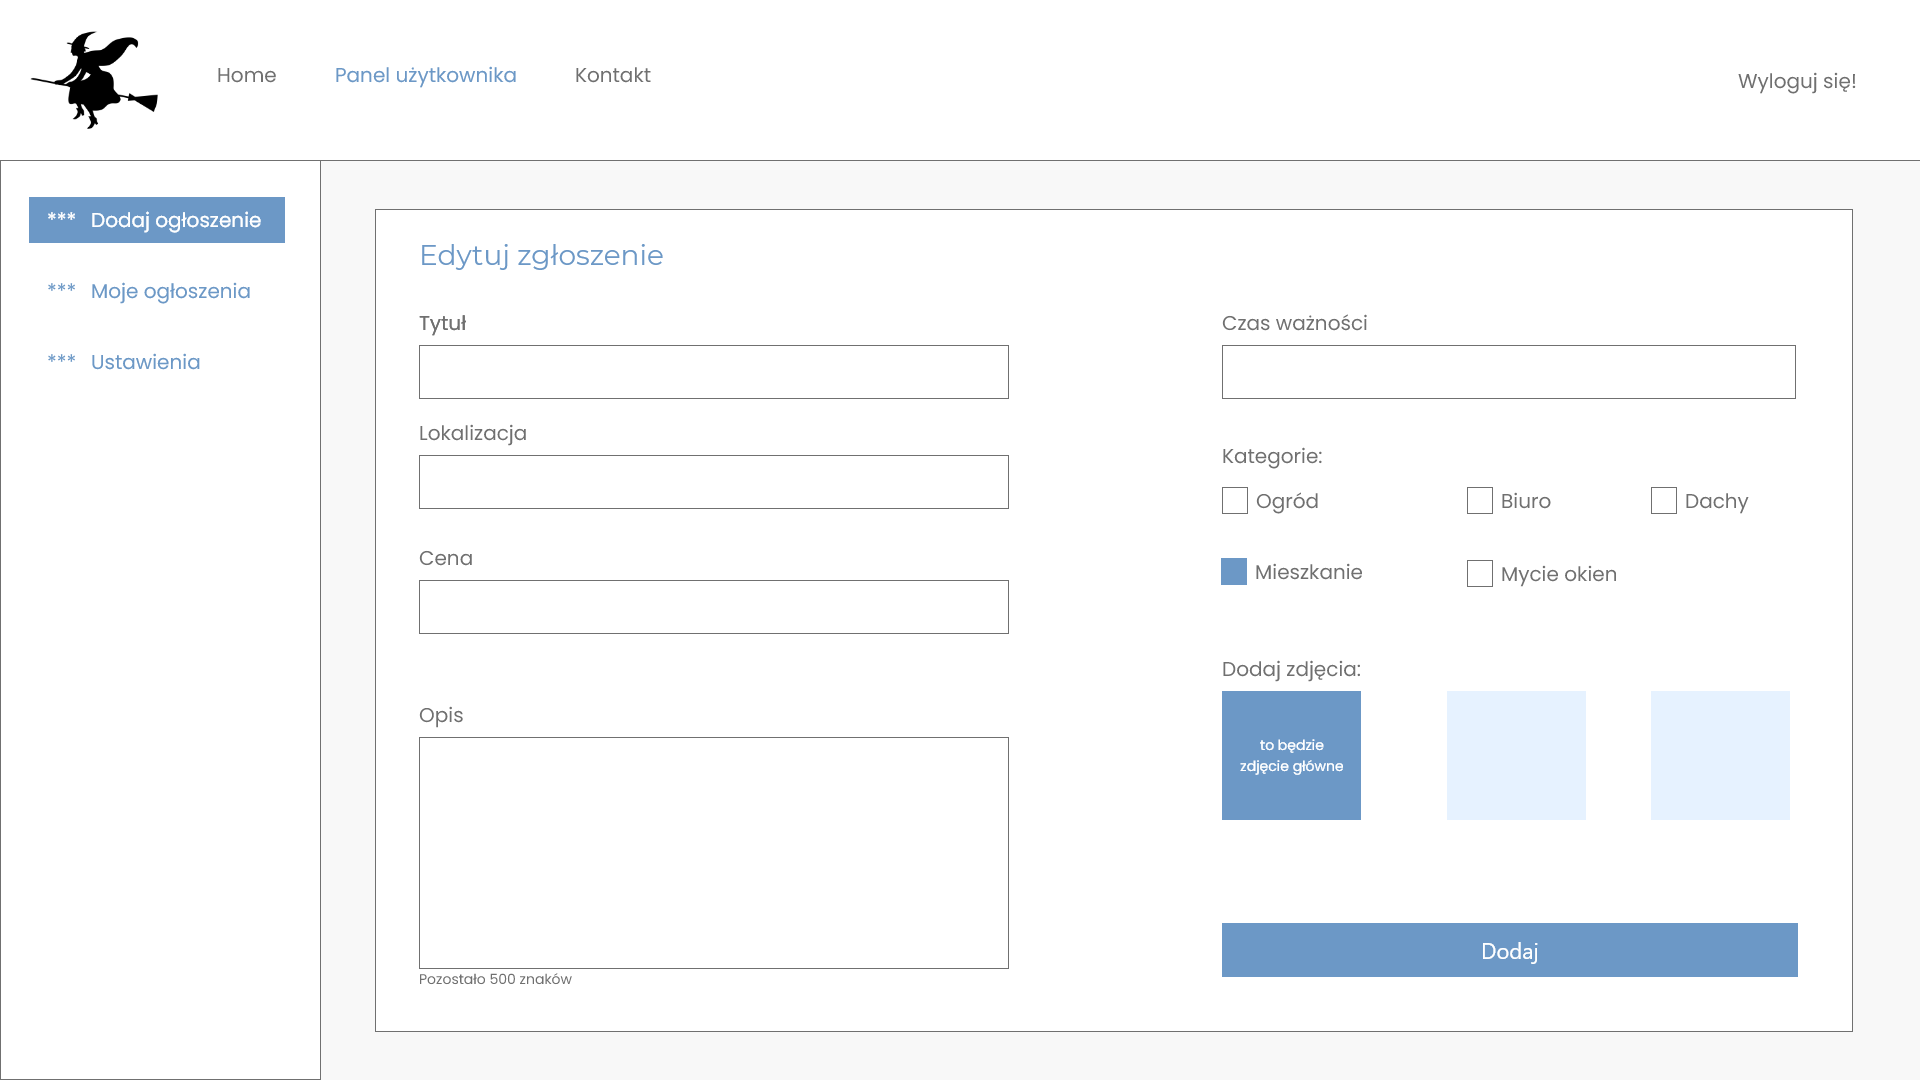 Home
Panel użytkownika
Kontakt
Wyloguj się!
*** Dodaj ogłoszenie
*** Moje ogłoszenia
*** Ustawienia
Edytuj zgłoszenie
Tytuł
Lokalizacja
Cena
Opis
Pozostało 500 znaków
Czas ważności
Kategorie:
Ogród
Biuro
Dachy
Mieszkanie
Mycie okien
Dodaj zdjęcia:
to będzie
zdjęcie główne
Dodaj